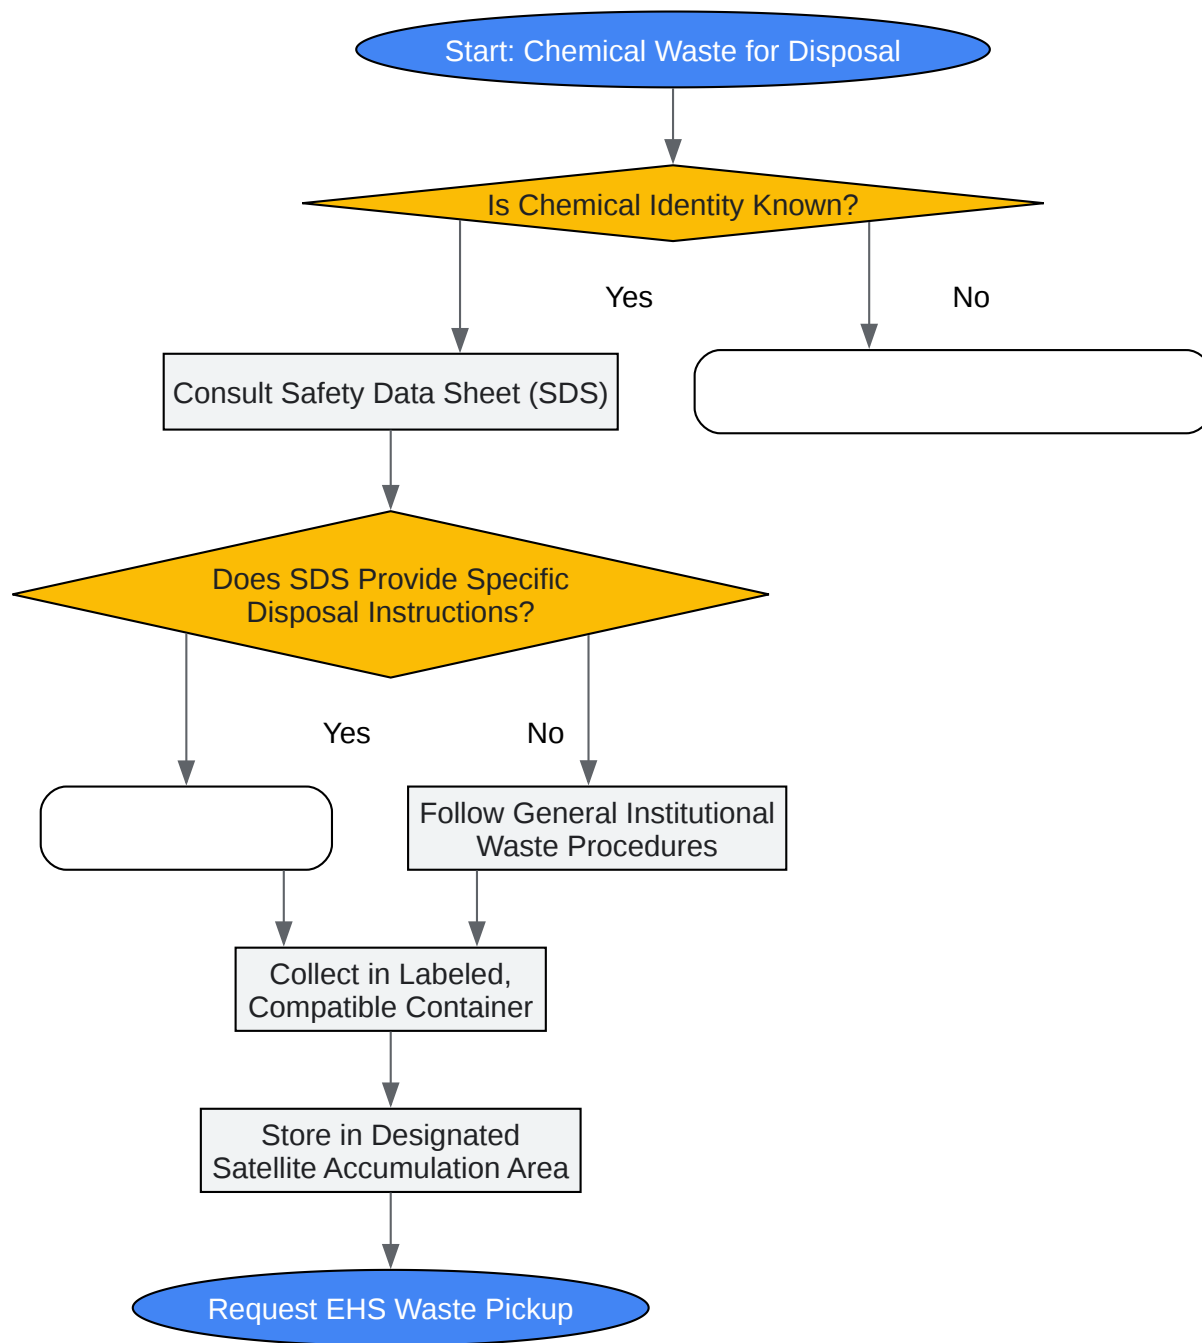 Start: Chemical Waste for Disposal
Is Chemical Identity Known?
Yes
No
Consult Safety Data Sheet (SDS)
Does SDS Provide Specific
Disposal Instructions?
Yes
No
Follow General Institutional
Waste Procedures
Collect in Labeled,
Compatible Container
Store in Designated
Satellite Accumulation Area
Request EHS Waste Pickup